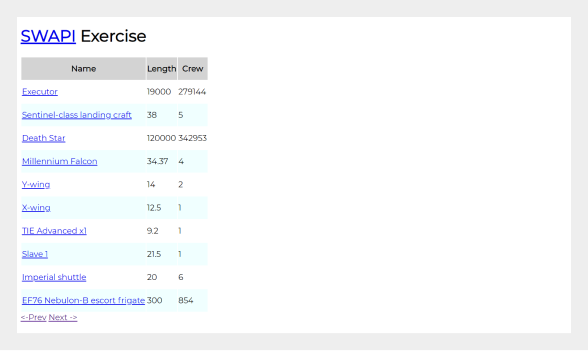 SWAPI Exercise
Name Length Crew
Executor 19000 279144
Sentinel-class landing craft 38 5
Death Star 120000 342953
Millennium Falcon 34.37 4
Y-wing 14 2
X-wing 12.5 1
TIE Advanced x1 9.2 1
Slave 1 21.5 1
Imperial shuttle 20 6
EF76 Nebulon-B escort frigate 300 854
<-Prev Next ->